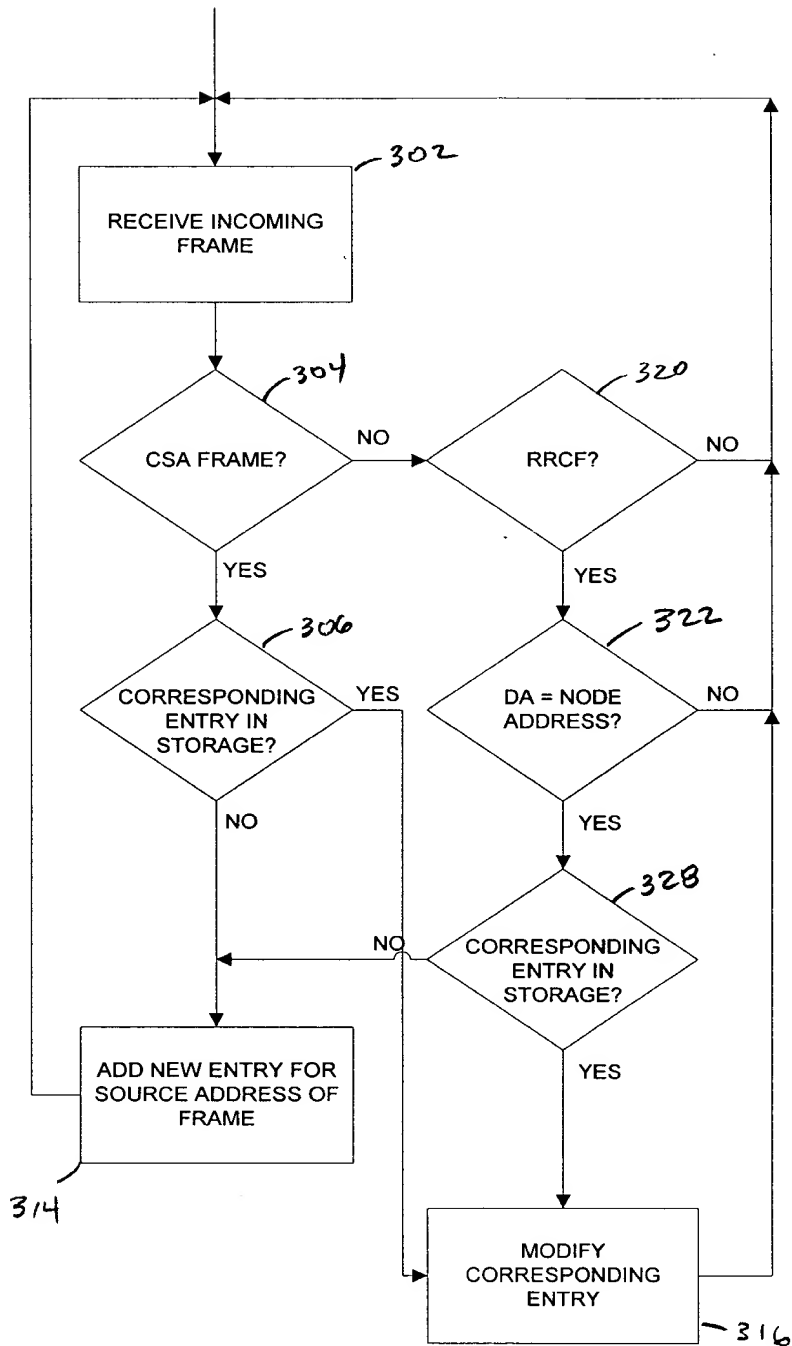 302
RECEIVE INCOMING
FRAME
304
CSA FRAME?
NO
320
RRCF?
NO
YES
YES
306
CORRESPONDING
ENTRY IN
STORAGE?
YES
322
DA = NODE
ADDRESS?
NO
NO
YES
328
NO
CORRESPONDING
ENTRY IN
STORAGE?
ADD NEW ENTRY FOR
SOURCE ADDRESS OF
FRAME
YES
314
MODIFY
CORRESPONDING
ENTRY
316